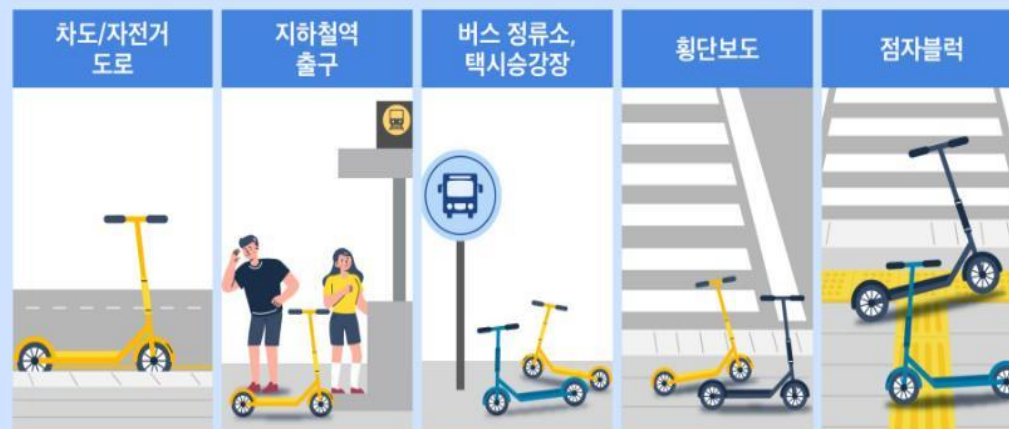 차도/자전거
도로
지하철역
출구
버스 정류소,
택시승강장
횡단보도
점자블럭